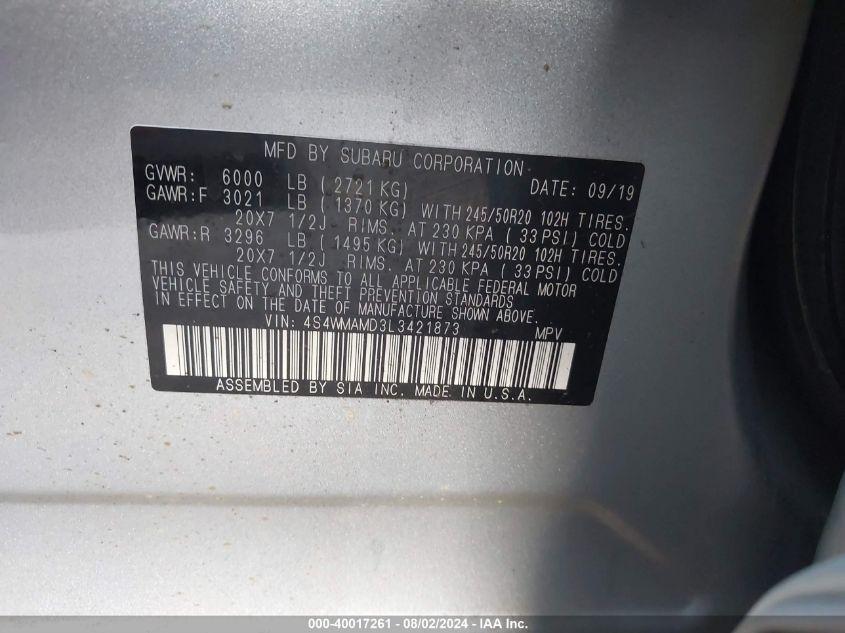 MFD BY SUBARU CORPORATION
GVWR: 6000 LB ( 2721 KG) DATE: 09/19
GAWR:F 3021 LB ( 1370 KG) WITH 245/50R20 102H TIRES.
20X7 1/2J RIMS. AT 230 KPA ( 33 PSI) COLD
GAWR:R 3296 LB ( 1495 KG) WITH 245/50R20 102H TIRES.
20X7 1/2J RIMS. AT 230 KPA ( 33 PSI) COLD
THIS VEHICLE CONFORMS TO ALL APPLICABLE FEDERAL MOTOR
VEHICLE SAFETY AND THEFT PREVENTION STANDARDS
IN EFFECT ON THE DATE OF MANUFACTURE SHOWN ABOVE.
VIN: 4S4WMAMD3L3421873 MPV
ASSEMBLED BY SIA INC. MADE IN U.S.A.
000-40017261 - 08/02/2024 - IAA Inc.